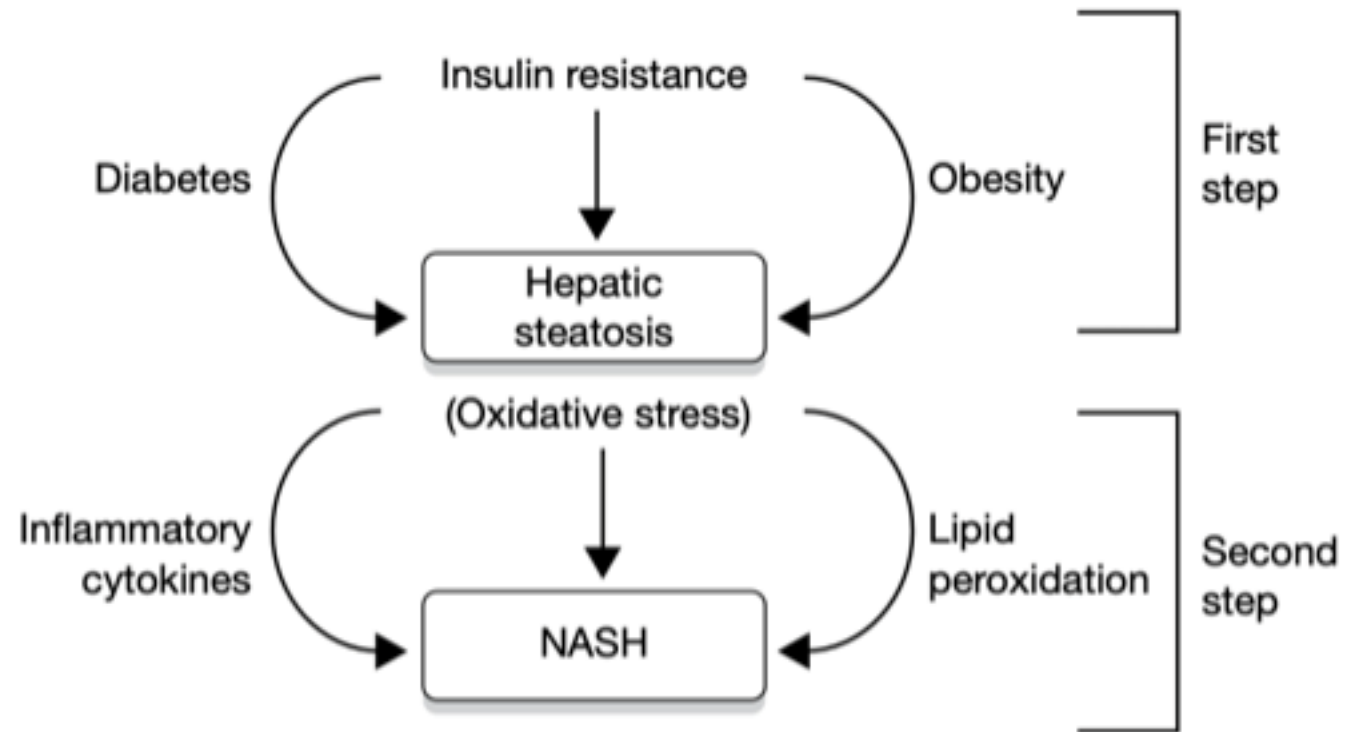 Insulin resistance
Diabetes
Obesity
First
step
Hepatic
steatosis
(Oxidative stress)
Inflammatory
cytokines
Lipid
peroxidation
Second
step
NASH